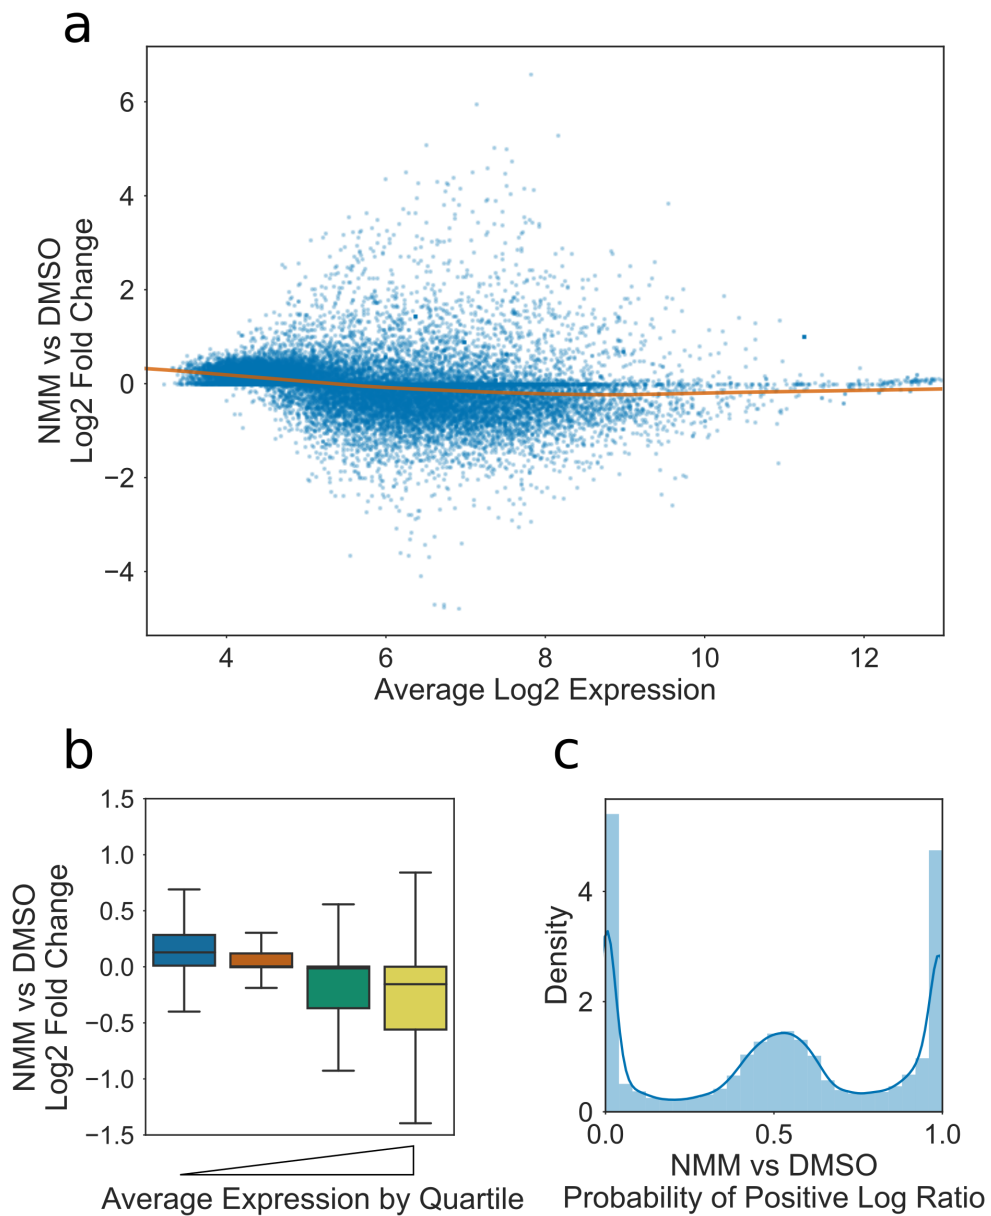 a
NMM vs DMSO
Log2 Fold Change
6
4
2
0
−2
−4
4 6 8 10 12
Average Log2 Expression
b
NMM vs DMSO
Log2 Fold Change
1.5
1.0
0.5
0.0
−0.5
−1.0
−1.5
Average Expression by Quartile
c
Density
4
2
0
0.0 0.5 1.0
NMM vs DMSO
Probability of Positive Log Ratio